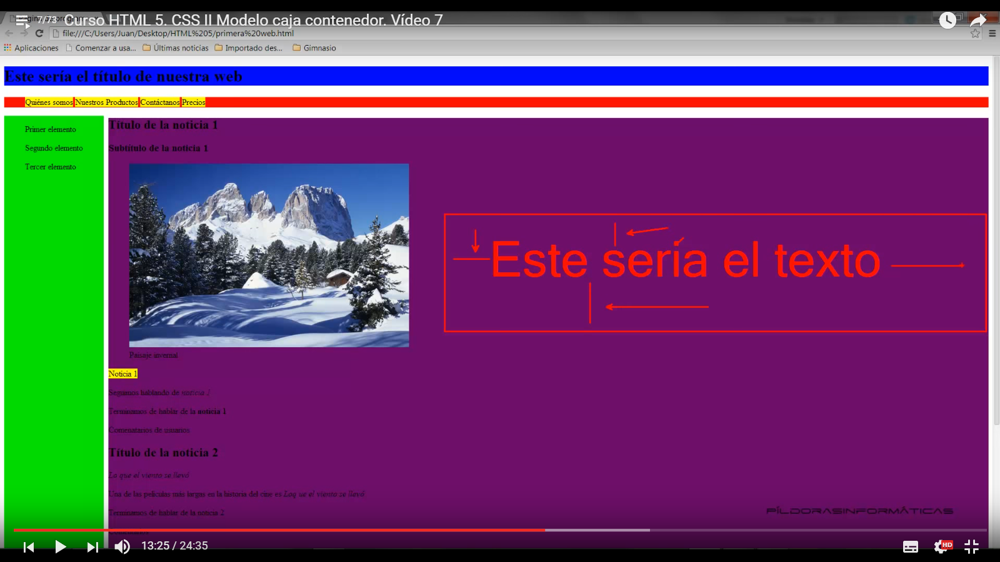 7/73 Curso HTML 5. CSS II Modelo caja contenedor. Vídeo 7
file:///C:/Users/Juan/Desktop/HTML%205/primera%20web.html
Aplicaciones Comenzar a usa... Últimas noticias Importado des... Gimnasio
Este sería el título de nuestra web
Quiénes somos Nuestros Productos Contáctanos Precios
Primer elemento
Segundo elemento
Tercer elemento
Título de la noticia 1
Subtítulo de la noticia 1
Este sería el texto
Paisaje invernal
Noticia 1
Seguimos hablando de noticia 1
Terminamos de hablar de la noticia 1
Comenatarios de usuarios
Título de la noticia 2
Lo que el viento se llevó
Una de las películas más largas en la historia del cine es Loq ue el viento se llevó
Terminamos de hablar de la noticia 2
PÍLDORASINFORMÁTICAS
Comentarios
13:25 / 24:35
HD